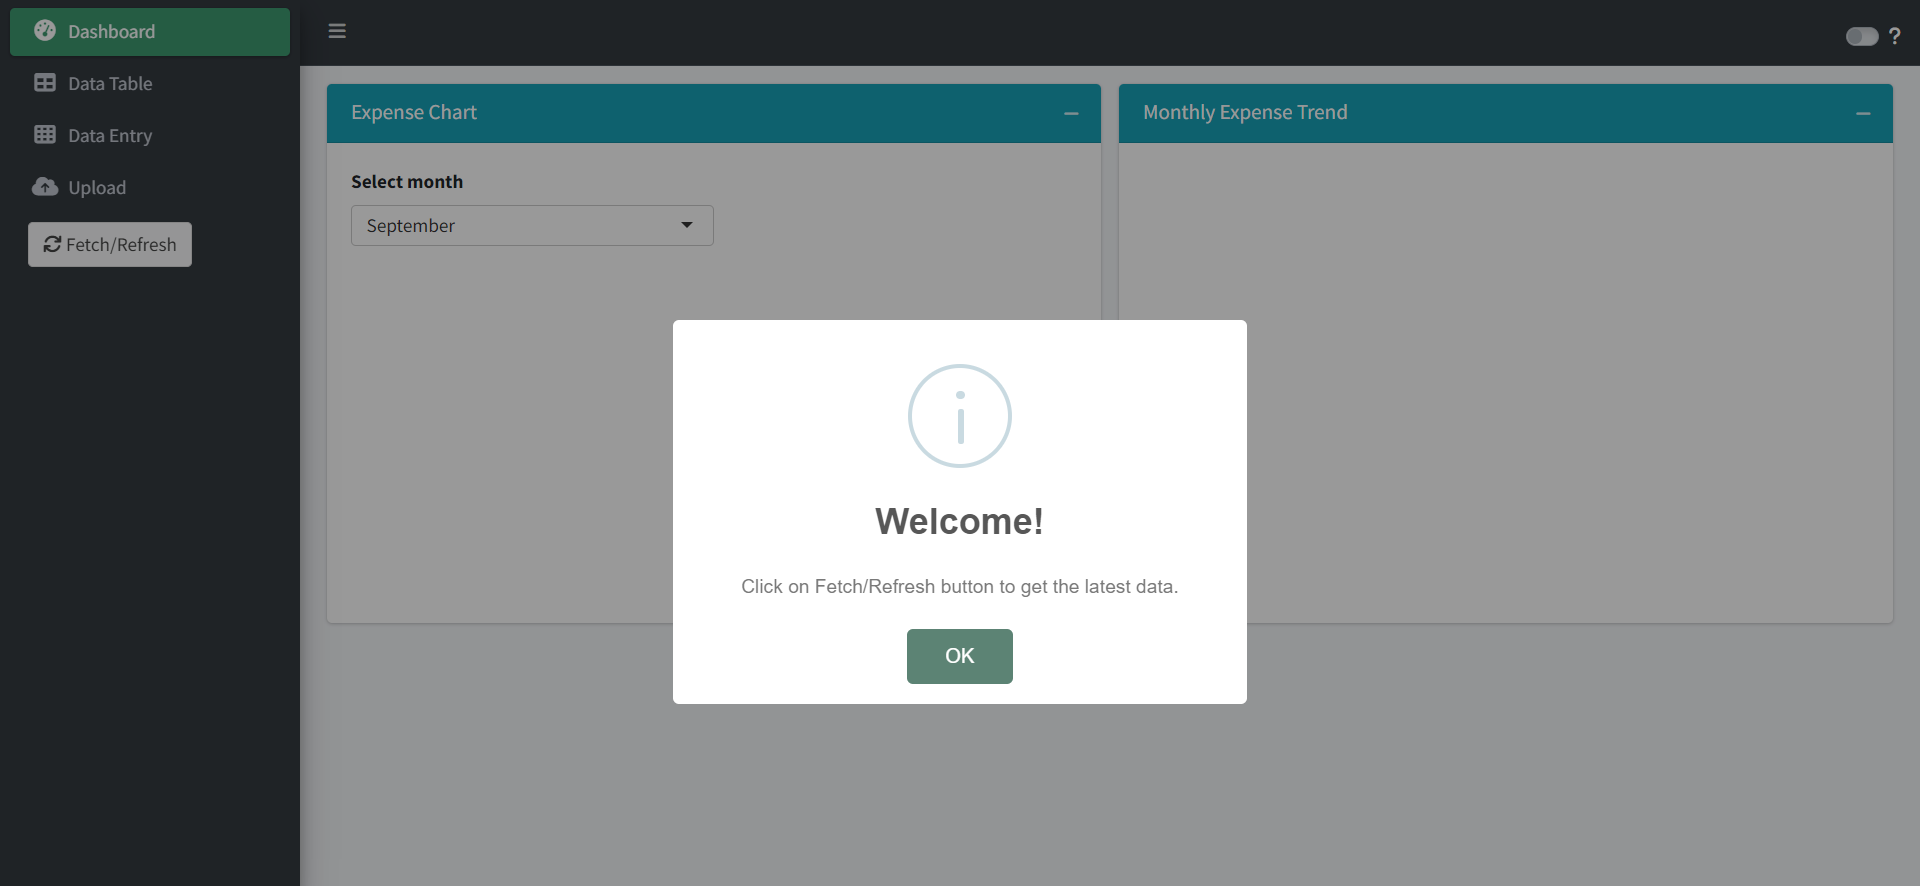 Dashboard
Data Table
Data Entry
Upload
Fetch/Refresh
?
Expense Chart
Select month
September
Monthly Expense Trend
Welcome!
Click on Fetch/Refresh button to get the latest data.
OK